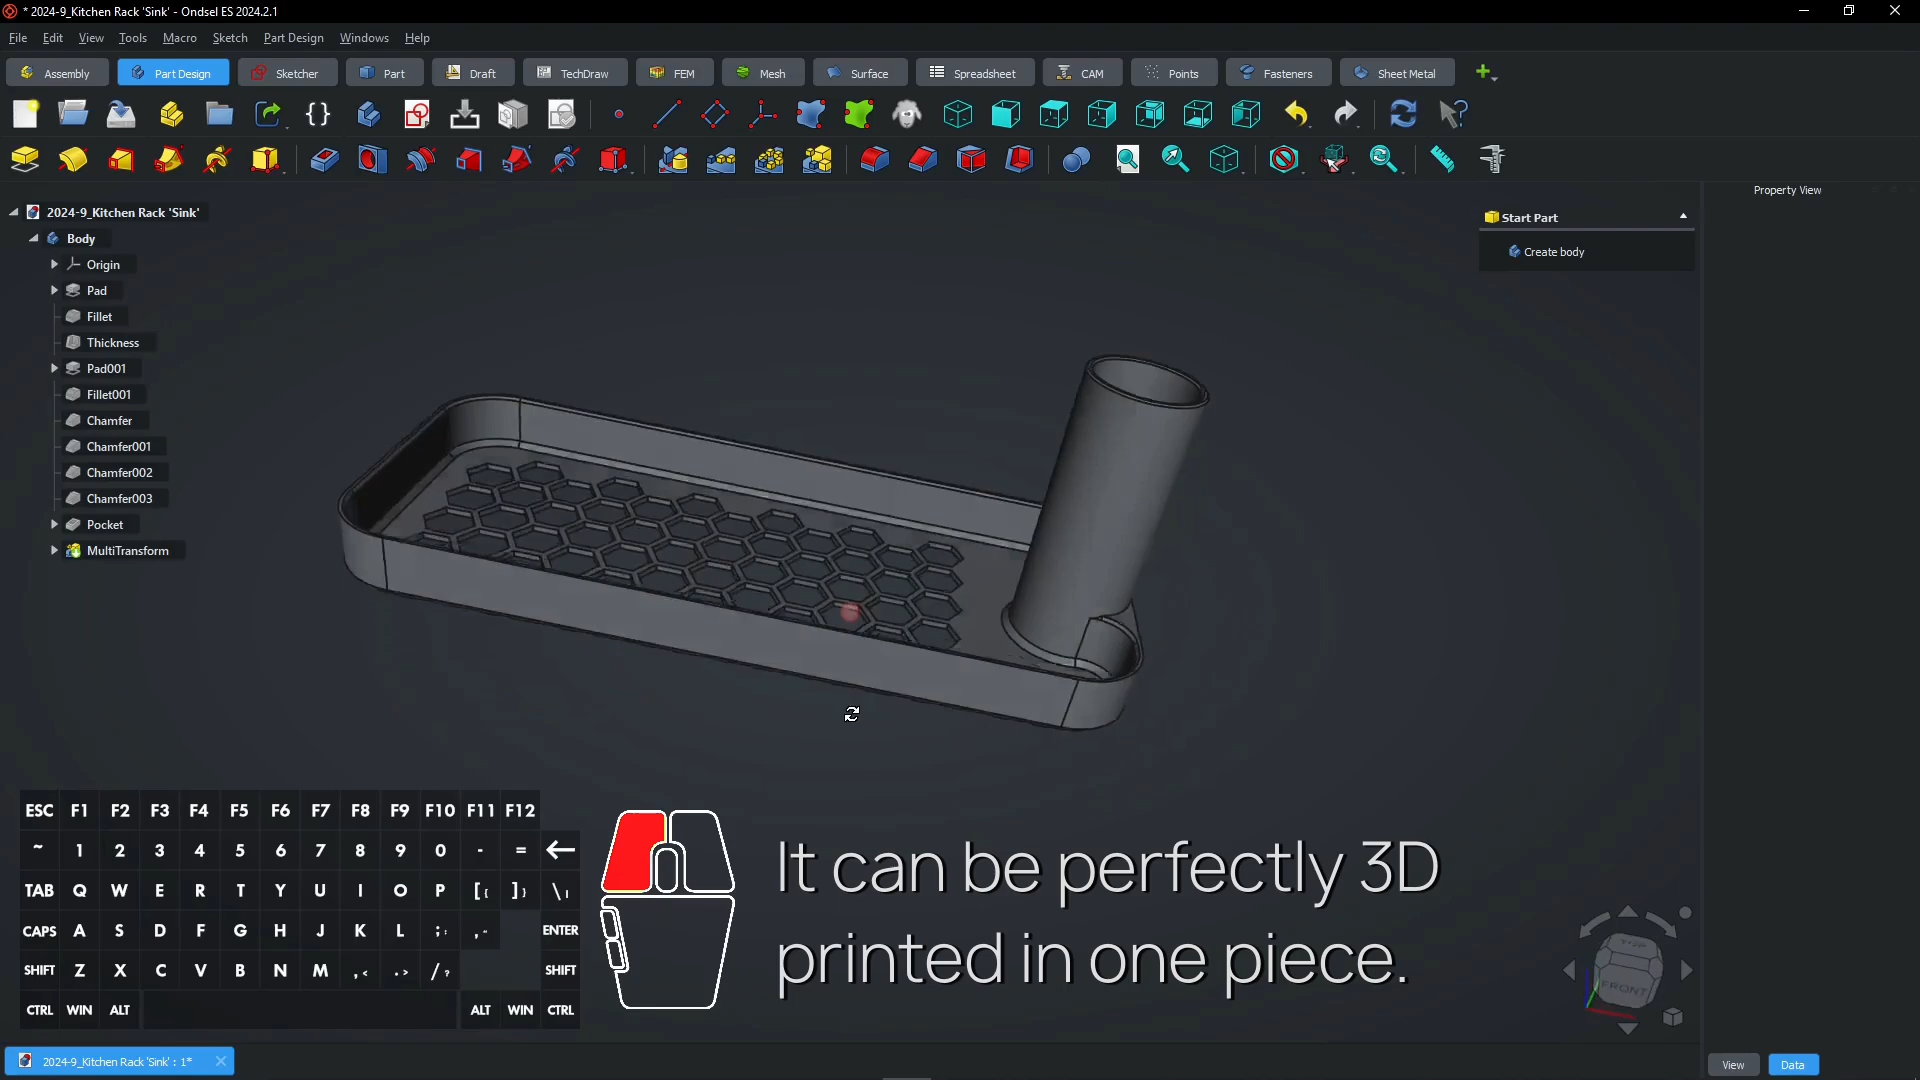 * 2024-9_Kitchen Rack 'Sink' - Ondsel ES 2024.2.1
File Edit View Tools Macro Sketch Part Design Windows Help
Assembly Part Design Sketcher Part Draft TechDraw FEM Mesh Surface Spreadsheet CAM Points Fasteners Sheet Metal
Property View
2024-9_Kitchen Rack 'Sink'
Start Part
Body
Create body
Origin
Pad
Fillet
Thickness
Pad001
Fillet001
Chamfer
Chamfer001
Chamfer002
Chamfer003
Pocket
MultiTransform
ESC F1 F2 F3 F4 F5 F6 F7 F8 F9 F10 F11 F12
~ 1 2 3 4 5 6 7 8 9 0 - =
TAB Q W E R T Y U I O P [{ ]} \|
CAPS A S D F G H J K L ;: ,“ ENTER
SHIFT Z X C V B N M ,< .> /? SHIFT
CTRL WIN ALT ALT WIN CTRL
It can be perfectly 3D
printed in one piece.
TOP
FRONT
2024-9_Kitchen Rack 'Sink' : 1*
View Data